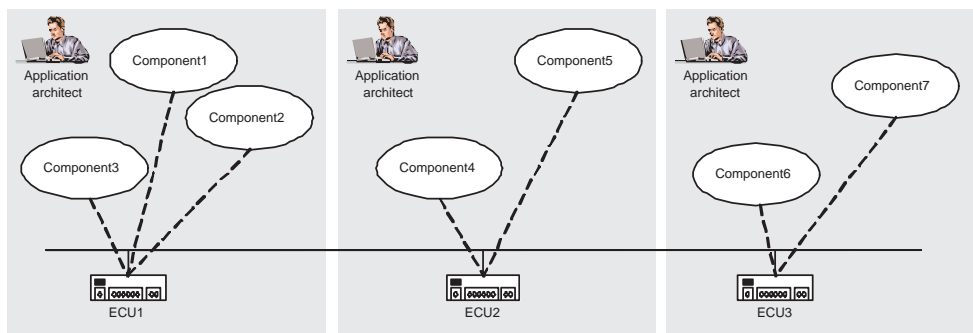 Application
architect
Component1
Component2
Component3
ECU1
Application
architect
Component5
Component4
ECU2
Application
architect
Component7
Component6
ECU3